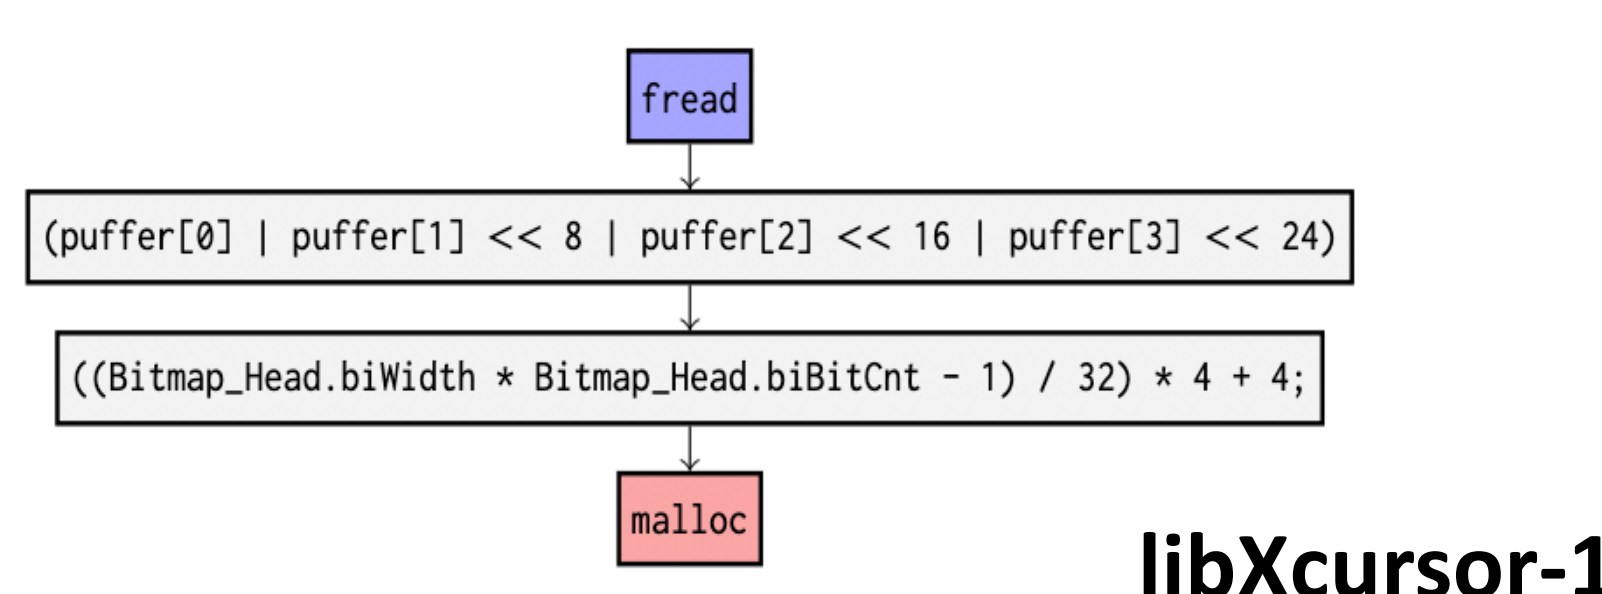 fread
(puffer[0] | puffer[1] << 8 | puffer[2] << 16 | puffer[3] << 24)
((Bitmap_Head.biWidth * Bitmap_Head.biBitCnt - 1) / 32) * 4 + 4;
malloc
libXcursor-1